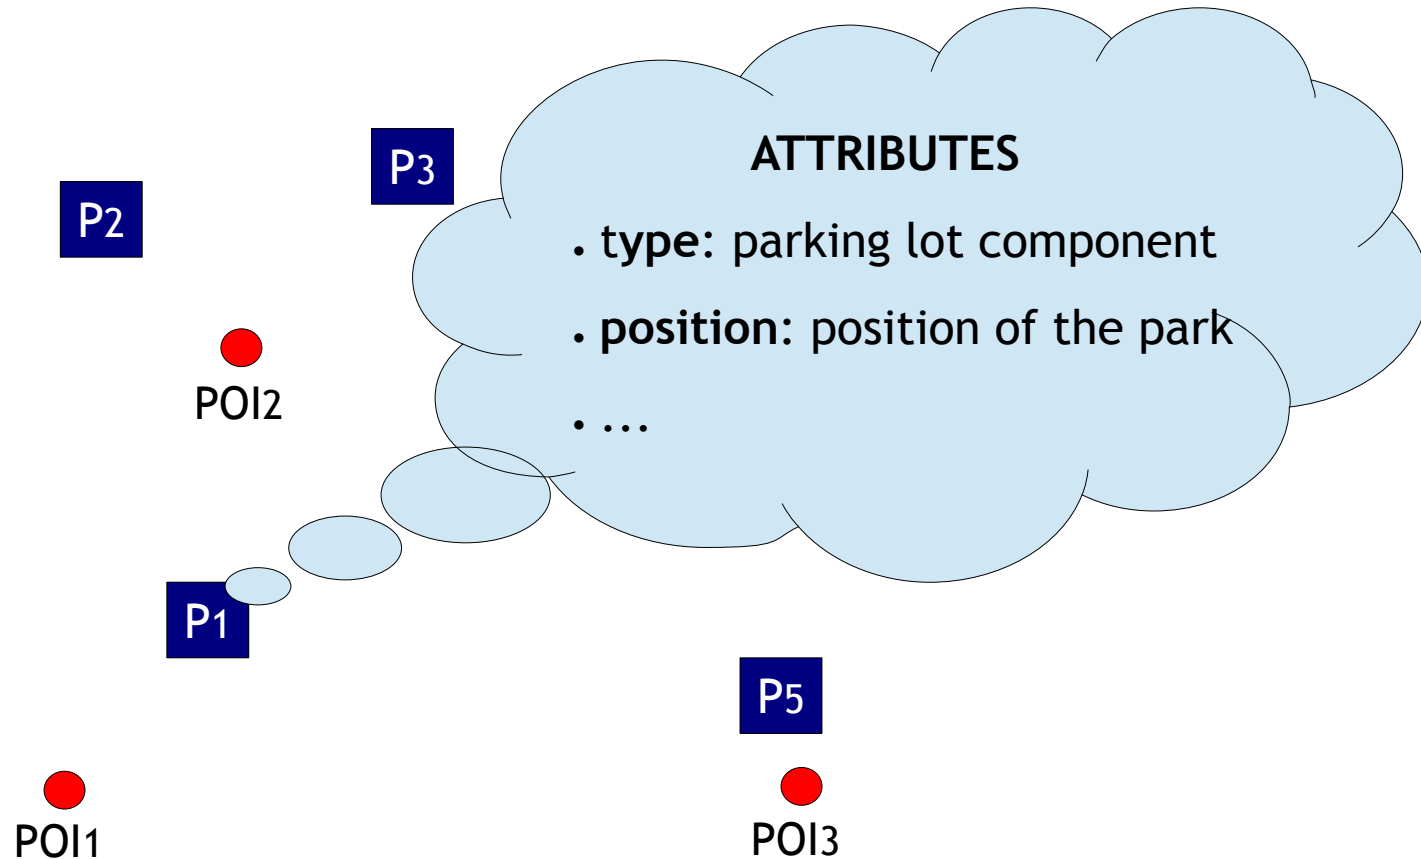 P3
P2
ATTRIBUTES
. type: parking lot component
. position: position of the park
. ...
POI2
P1
P5
POI1
POI3